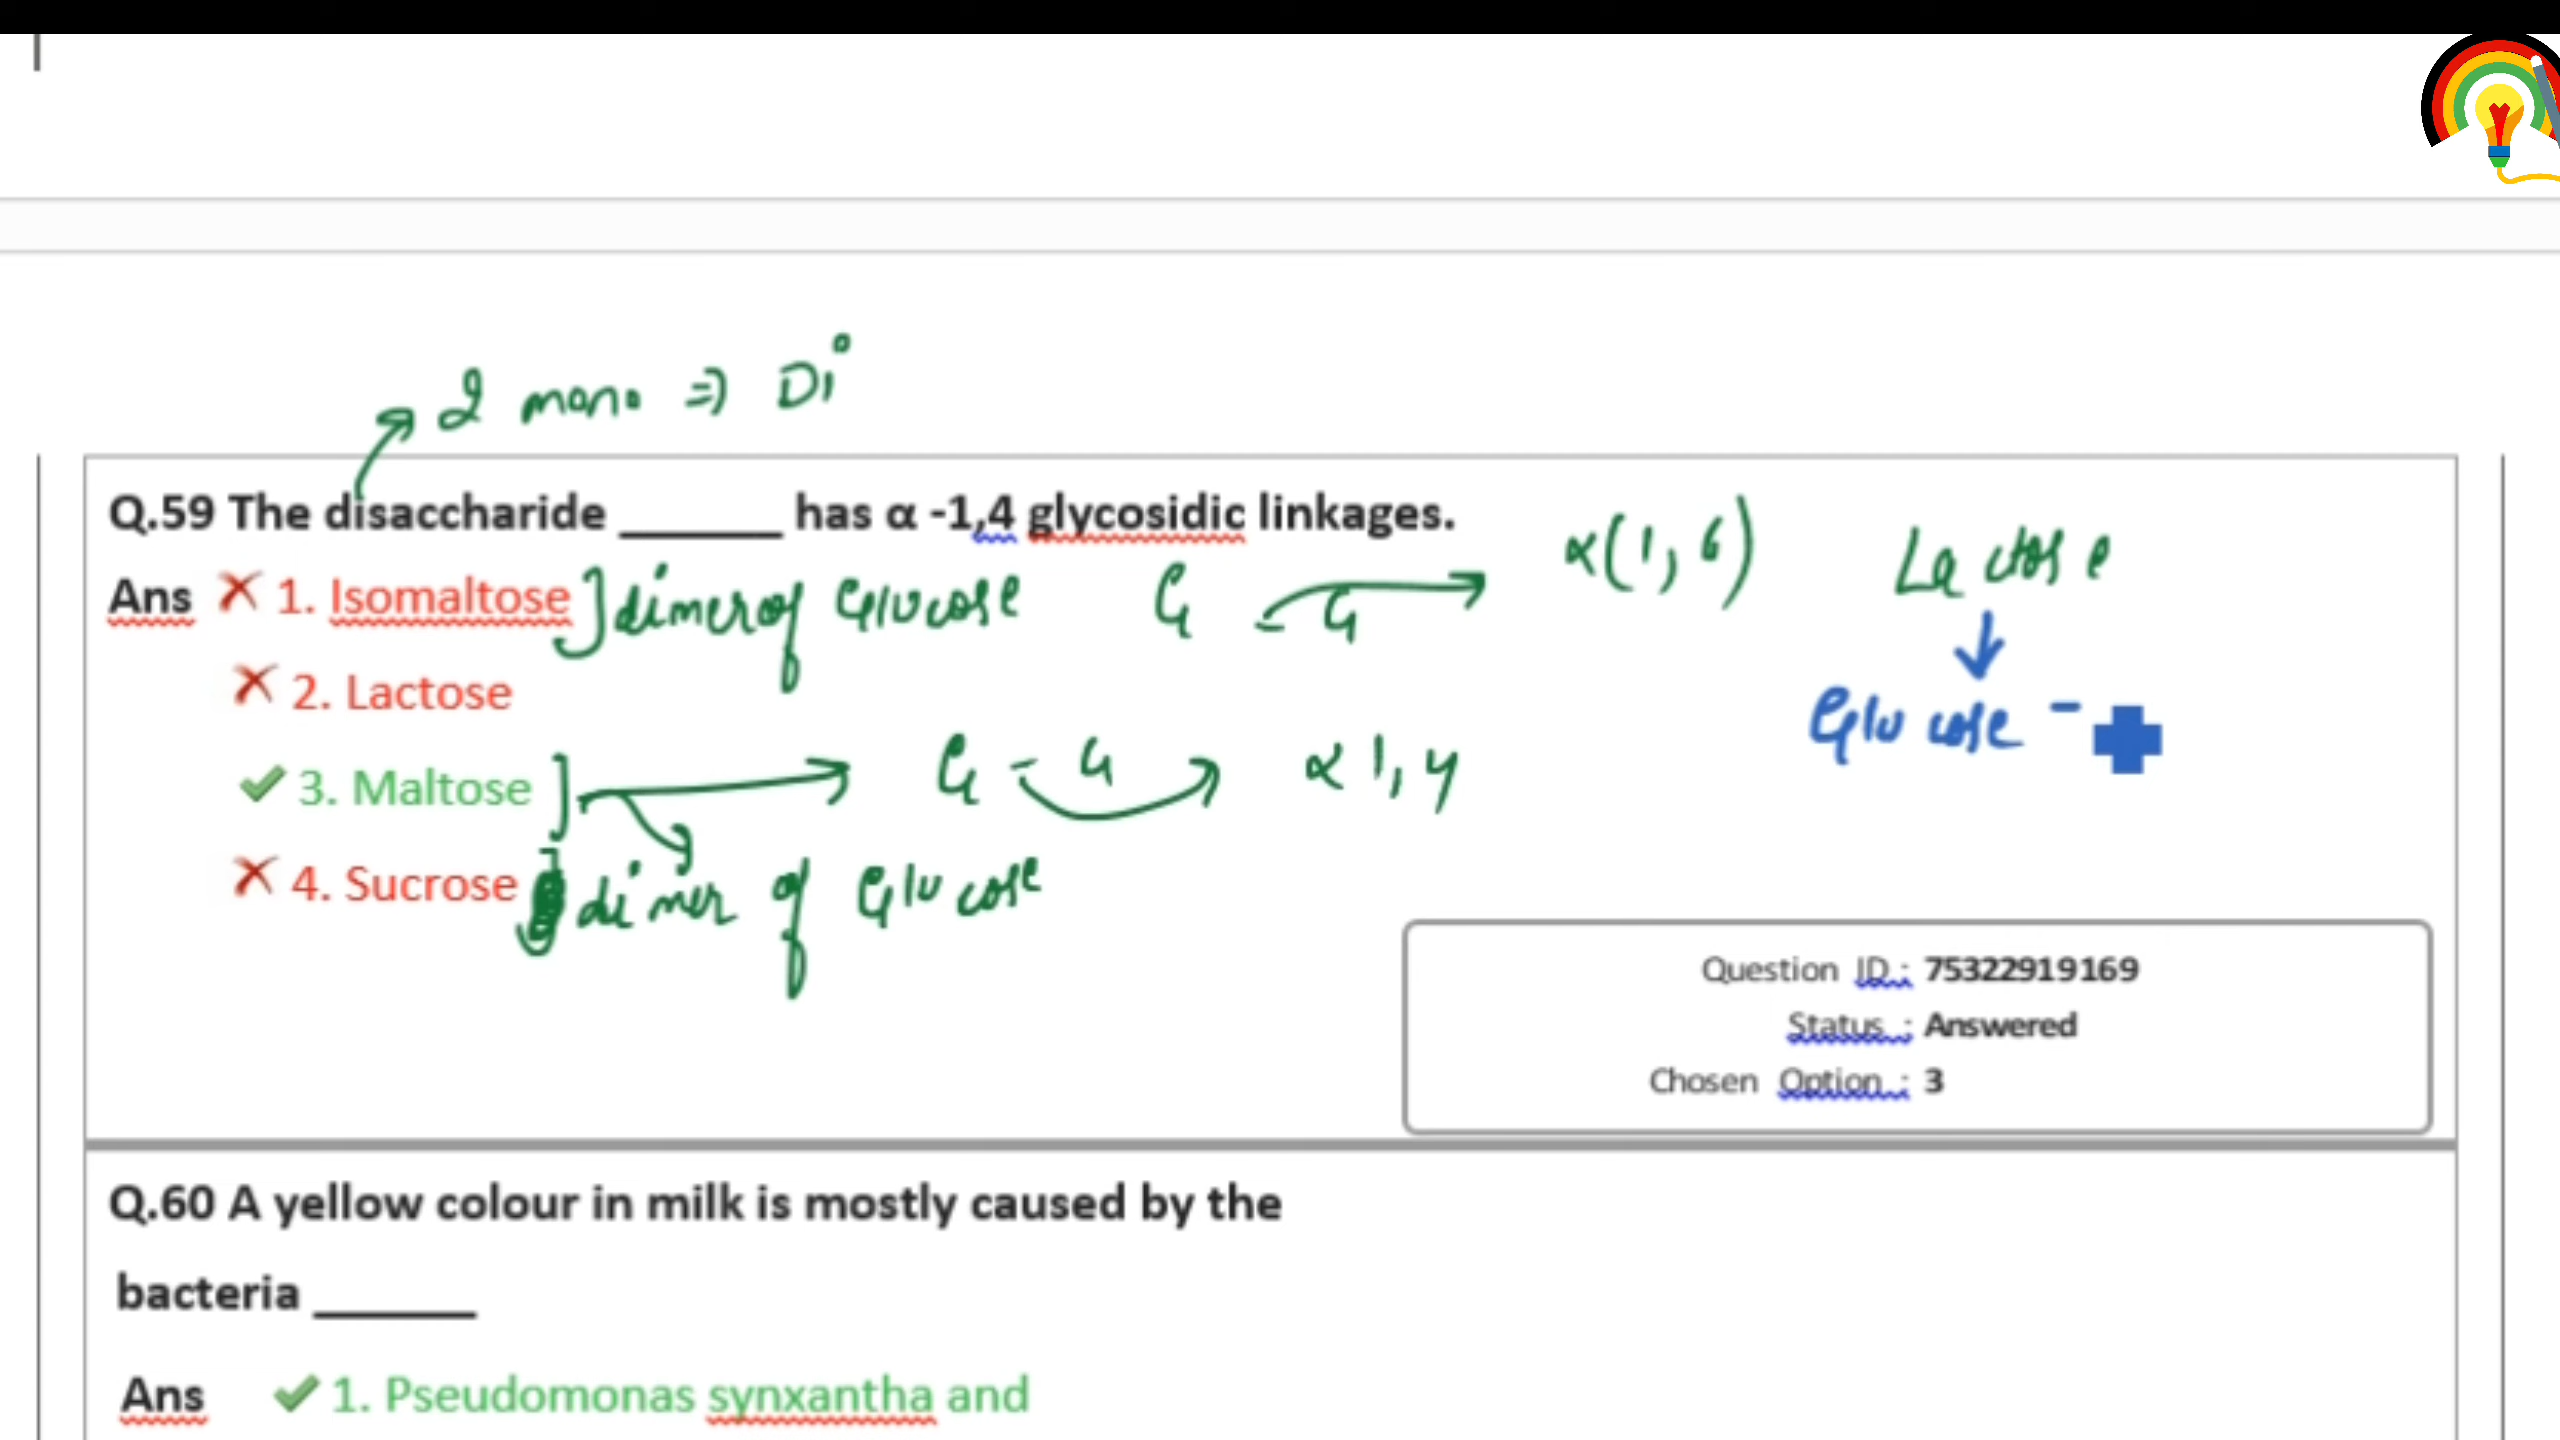 2 mono => Di
Q.59 The disaccharide ______ has α -1,4 glycosidic linkages.
α(1,6) Lactose
Ans 1. Isomaltose ] dimer of Glucose G - G
2. Lactose
Glucose -
3. Maltose ] G - G α 1,4
4. Sucrose dimer of Glucose
Question ID : 75322919169
Status : Answered
Chosen Option : 3
Q.60 A yellow colour in milk is mostly caused by the
bacteria ______
Ans 1. Pseudomonas synxantha and